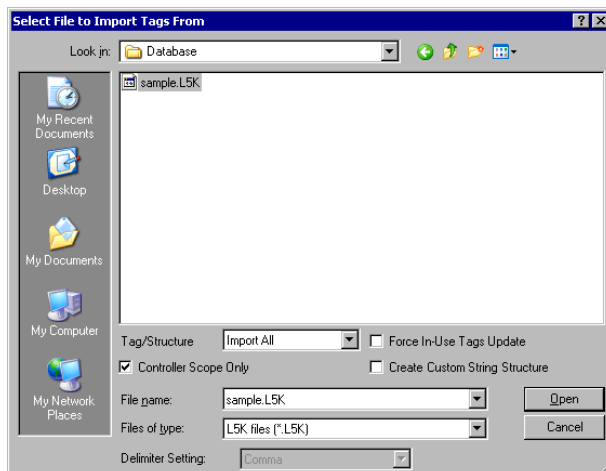 Select File to Import Tags From
Look in: Database
sample.L5K
My Recent
Documents
Desktop
My Documents
My Computer
My Network
Places
Tag/Structure Import All Force In-Use Tags Update
Controller Scope Only Create Custom String Structure
File name: sample.L5K Open
Files of type: L5K files (*.L5K) Cancel
Delimiter Setting: Comma